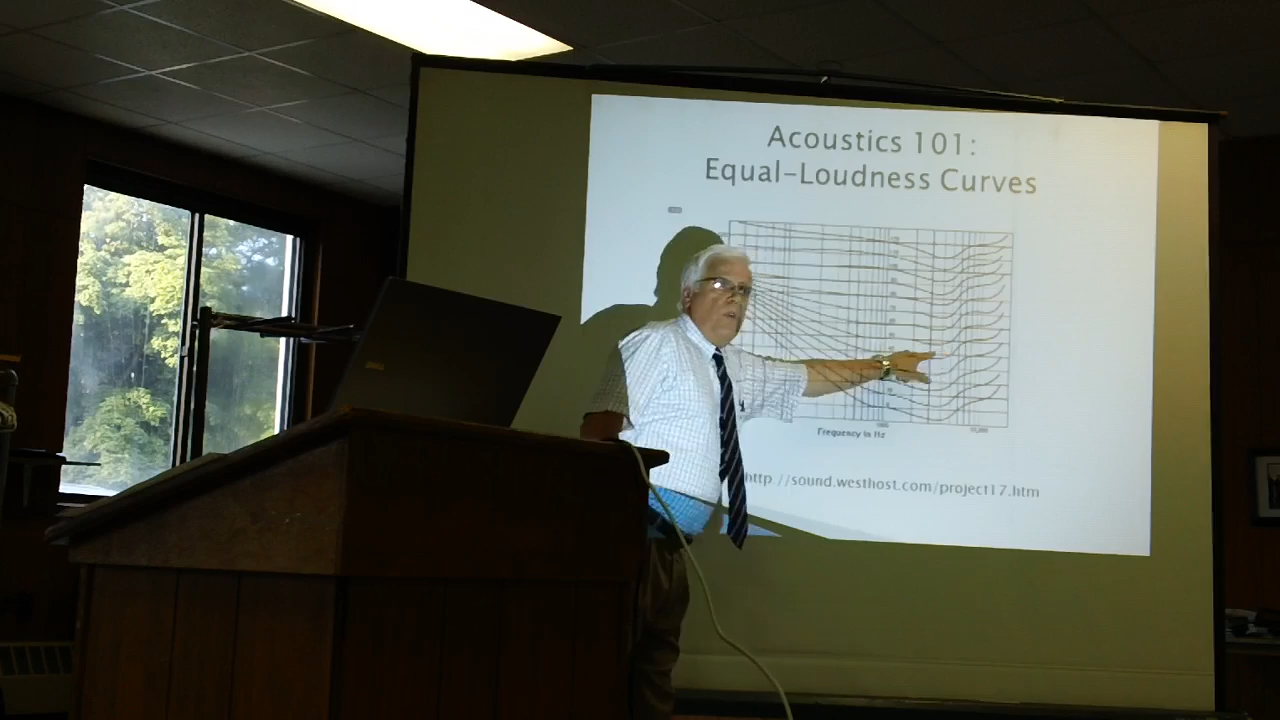 Acoustics 101:
Equal-Loudness Curves
Frequency in Hz
http://sound.westhost.com/project17.htm